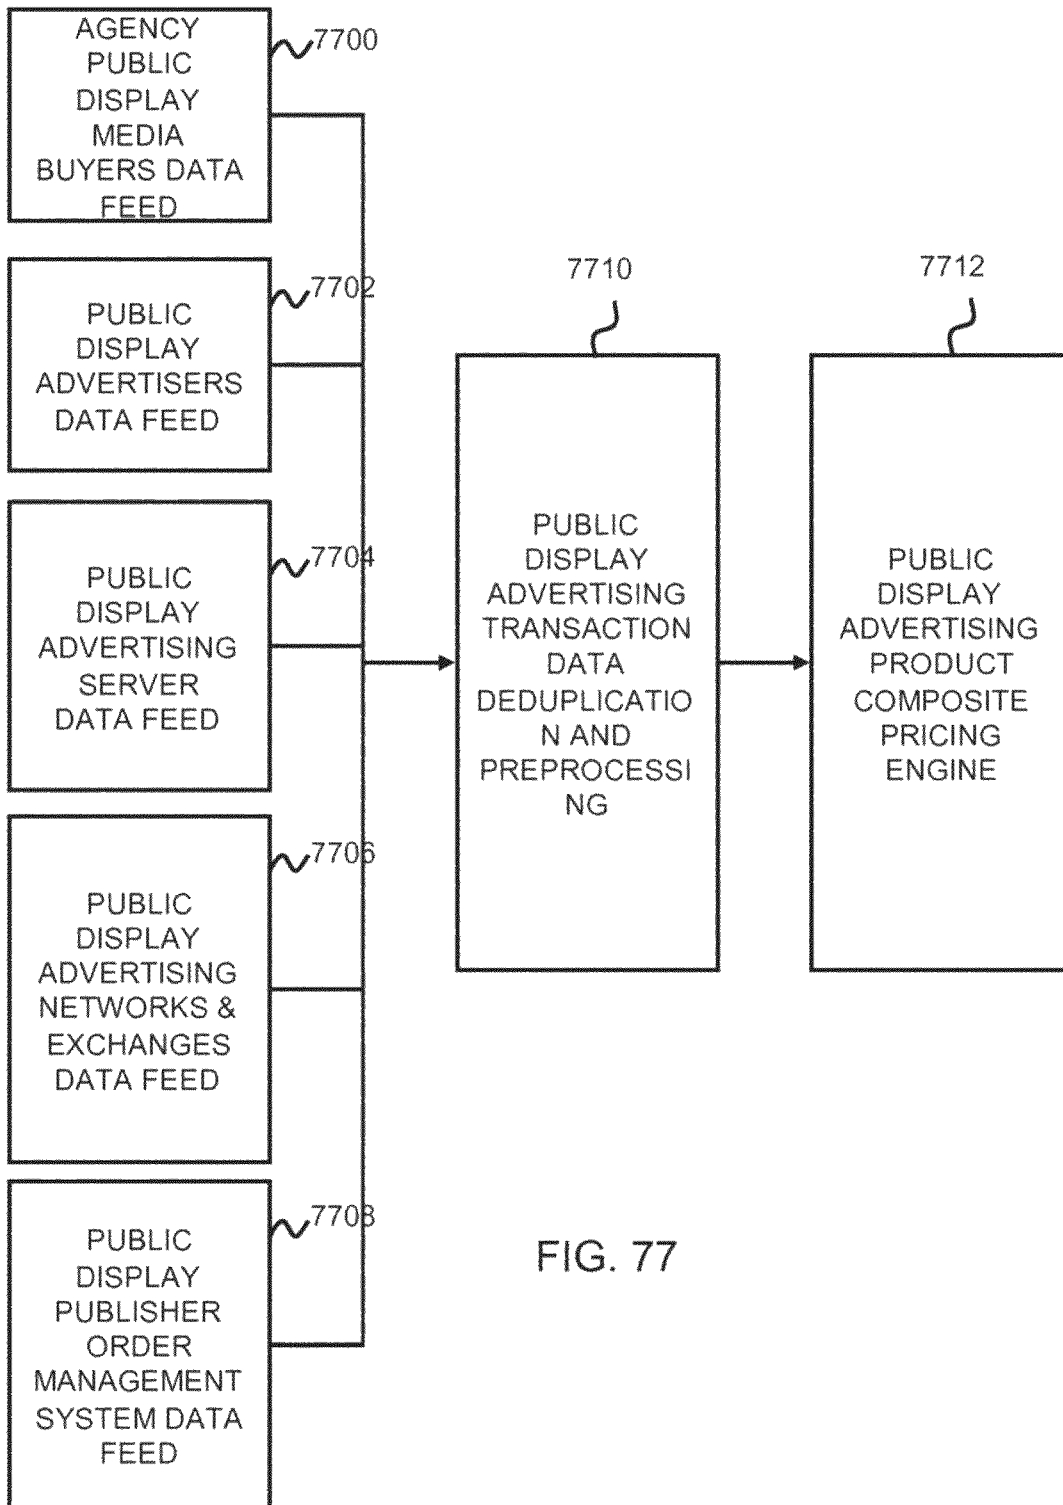 AGENCY
PUBLIC
DISPLAY
MEDIA
BUYERS DATA
FEED
7700
PUBLIC
DISPLAY
ADVERTISERS
DATA FEED
7702
PUBLIC
DISPLAY
ADVERTISING
SERVER
DATA FEED
7704
PUBLIC
DISPLAY
ADVERTISING
NETWORKS &
EXCHANGES
DATA FEED
7706
PUBLIC
DISPLAY
PUBLISHER
ORDER
MANAGEMENT
SYSTEM DATA
FEED
7708
7710
PUBLIC
DISPLAY
ADVERTISING
TRANSACTION
DATA
DEDUPLICATIO
N AND
PREPROCESSI
NG
7712
PUBLIC
DISPLAY
ADVERTISING
PRODUCT
COMPOSITE
PRICING
ENGINE
FIG. 77